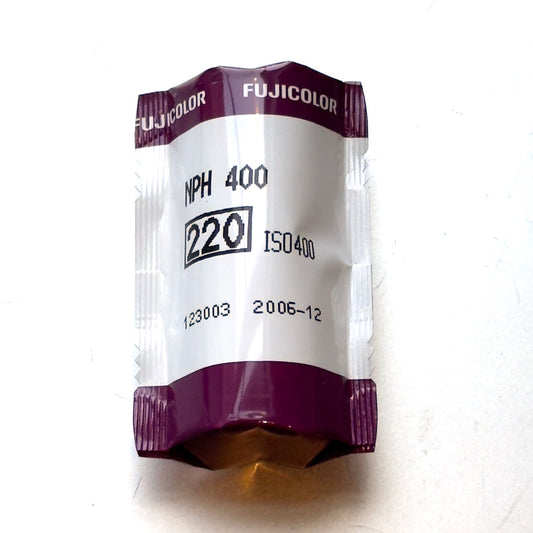 FUJICOLOR FUJICOLOR
NPH 400
220 ISO400
123003 2006-12